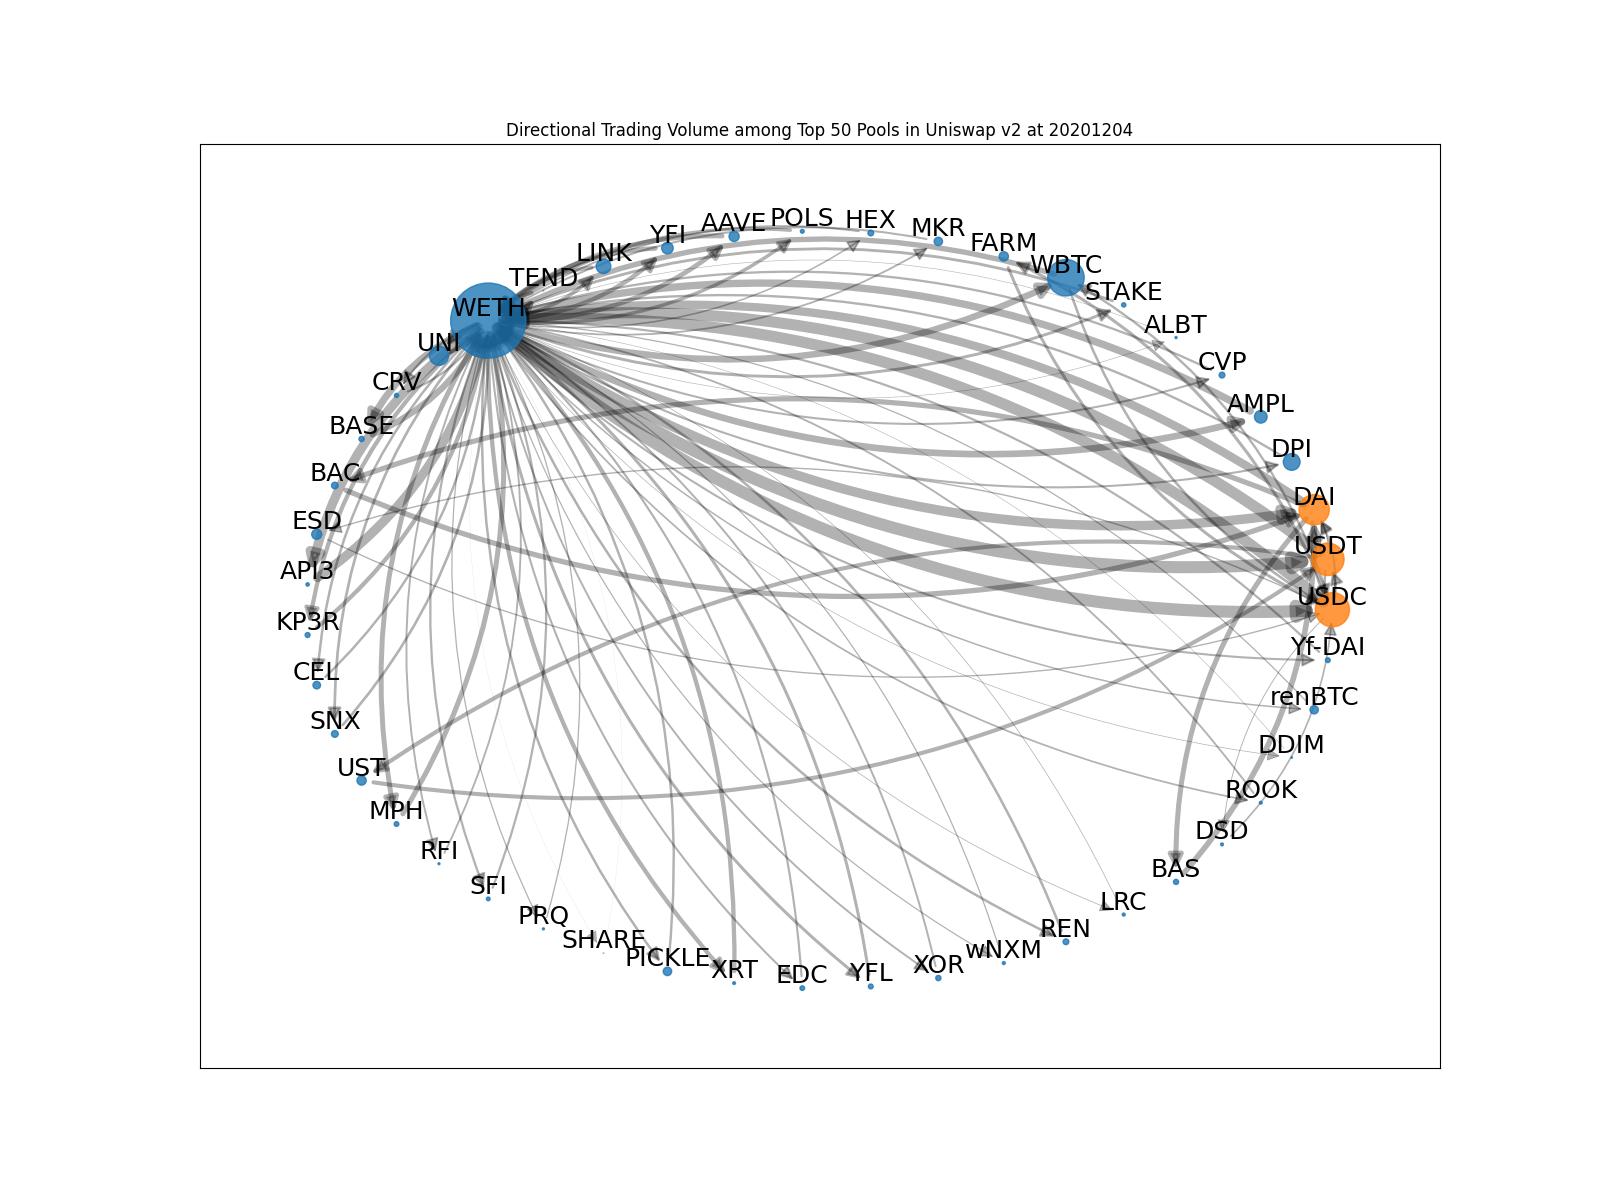 Directional Trading Volume among Top 50 Pools in Uniswap v2 at 20201204
POLS
HEX
AAVE
MKR
YFI
FARM
LINK
WBTC
TEND
STAKE
WETH
ALBT
UNI
CVP
CRV
AMPL
BASE
DPI
BAC
DAI
ESD
USDT
API3
USDC
KP3R
Yf-DAI
CEL
renBTC
SNX
DDIM
UST
ROOK
MPH
DSD
RFI
BAS
SFI
LRC
PRQ
REN
SHARE
wNXM
PICKLE
XOR
XRT
YFL
EDC